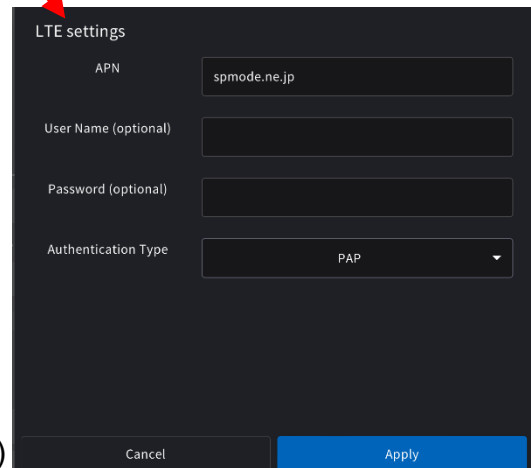 LTE settings
APN
spmode.ne.jp
User Name (optional)
Password (optional)
Authentication Type
PAP
)
Cancel
Apply